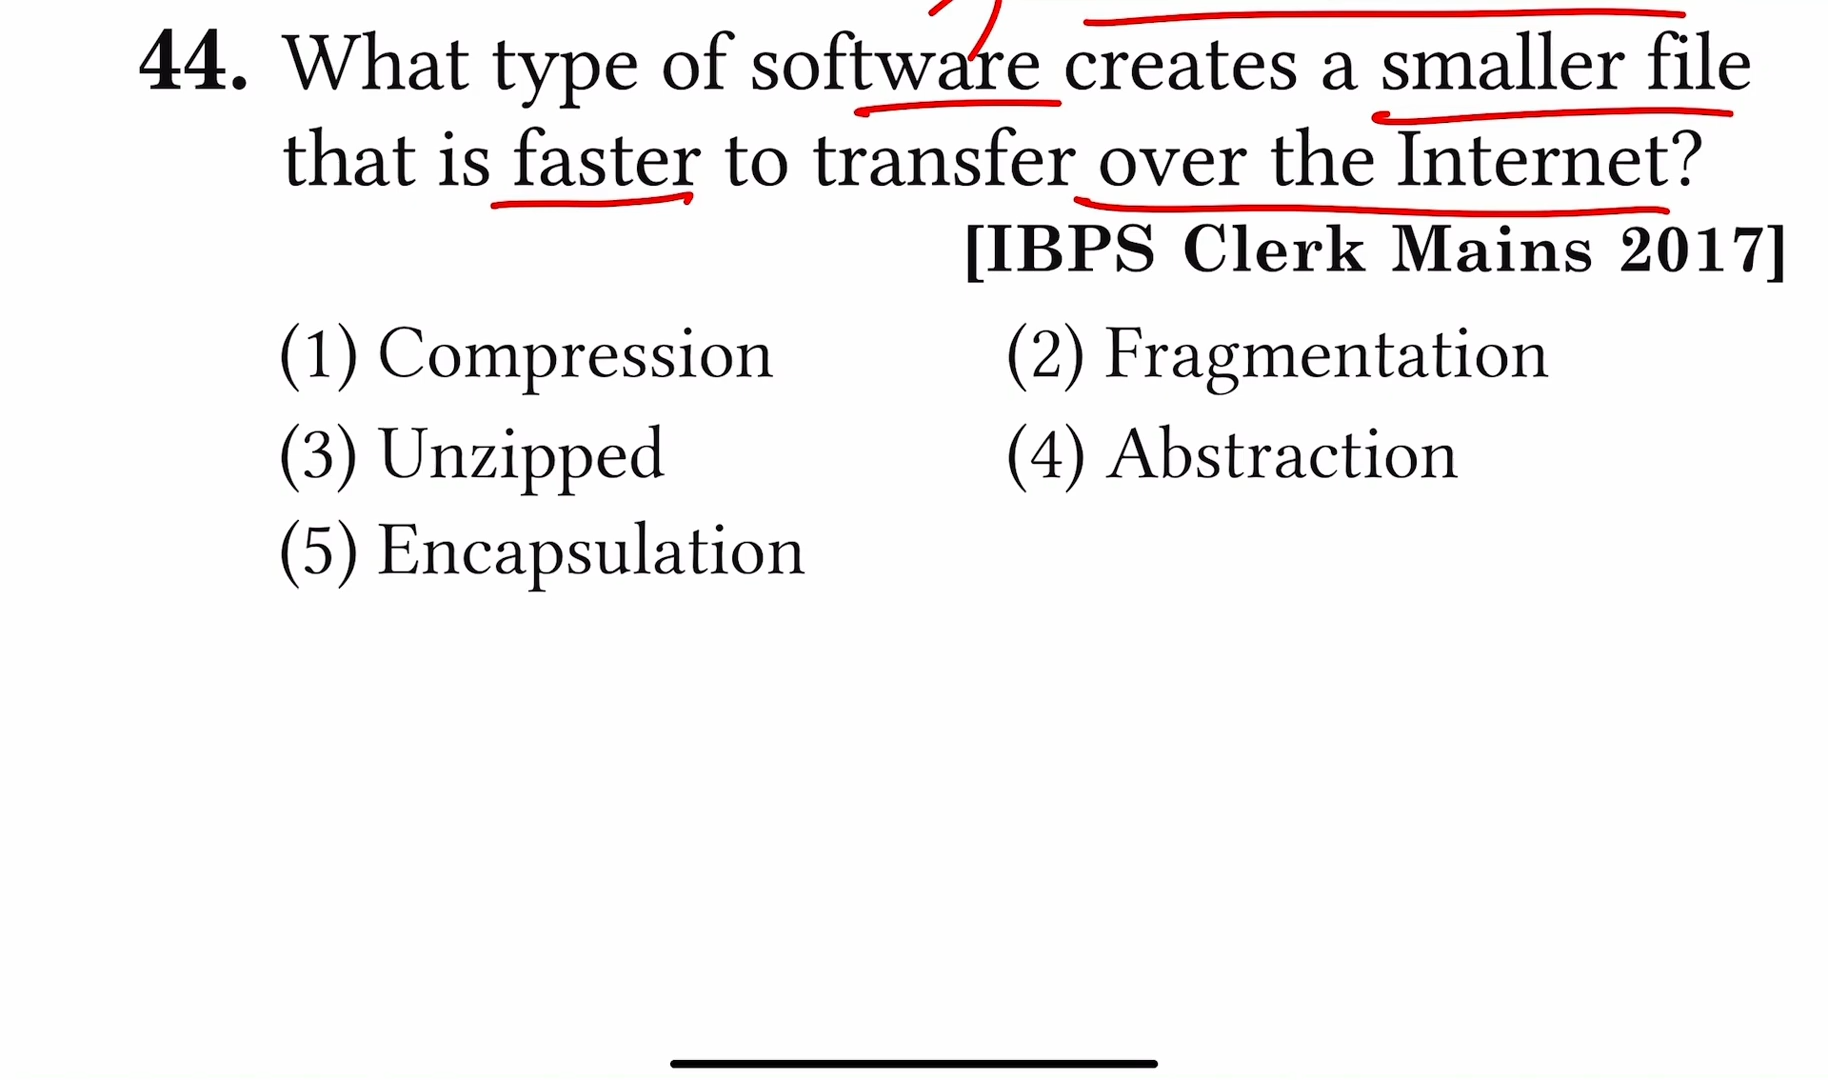 44. What type of software creates a smaller file
that is faster to transfer over the Internet?
[IBPS Clerk Mains 2017]
(1) Compression (2) Fragmentation
(3) Unzipped (4) Abstraction
(5) Encapsulation